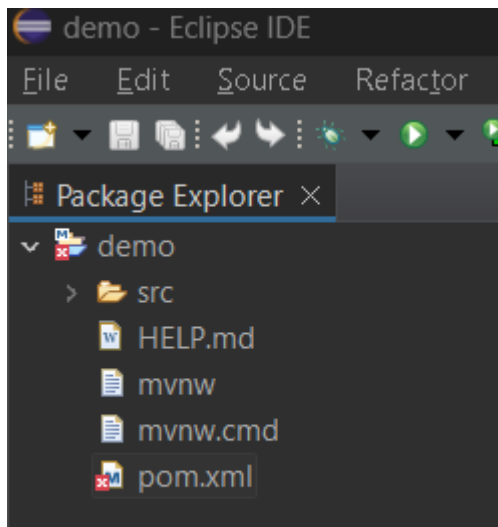 demo - Eclipse IDE
File Edit Source Refactor
Package Explorer
demo
src
HELP.md
mvnw
mvnw.cmd
pom.xml